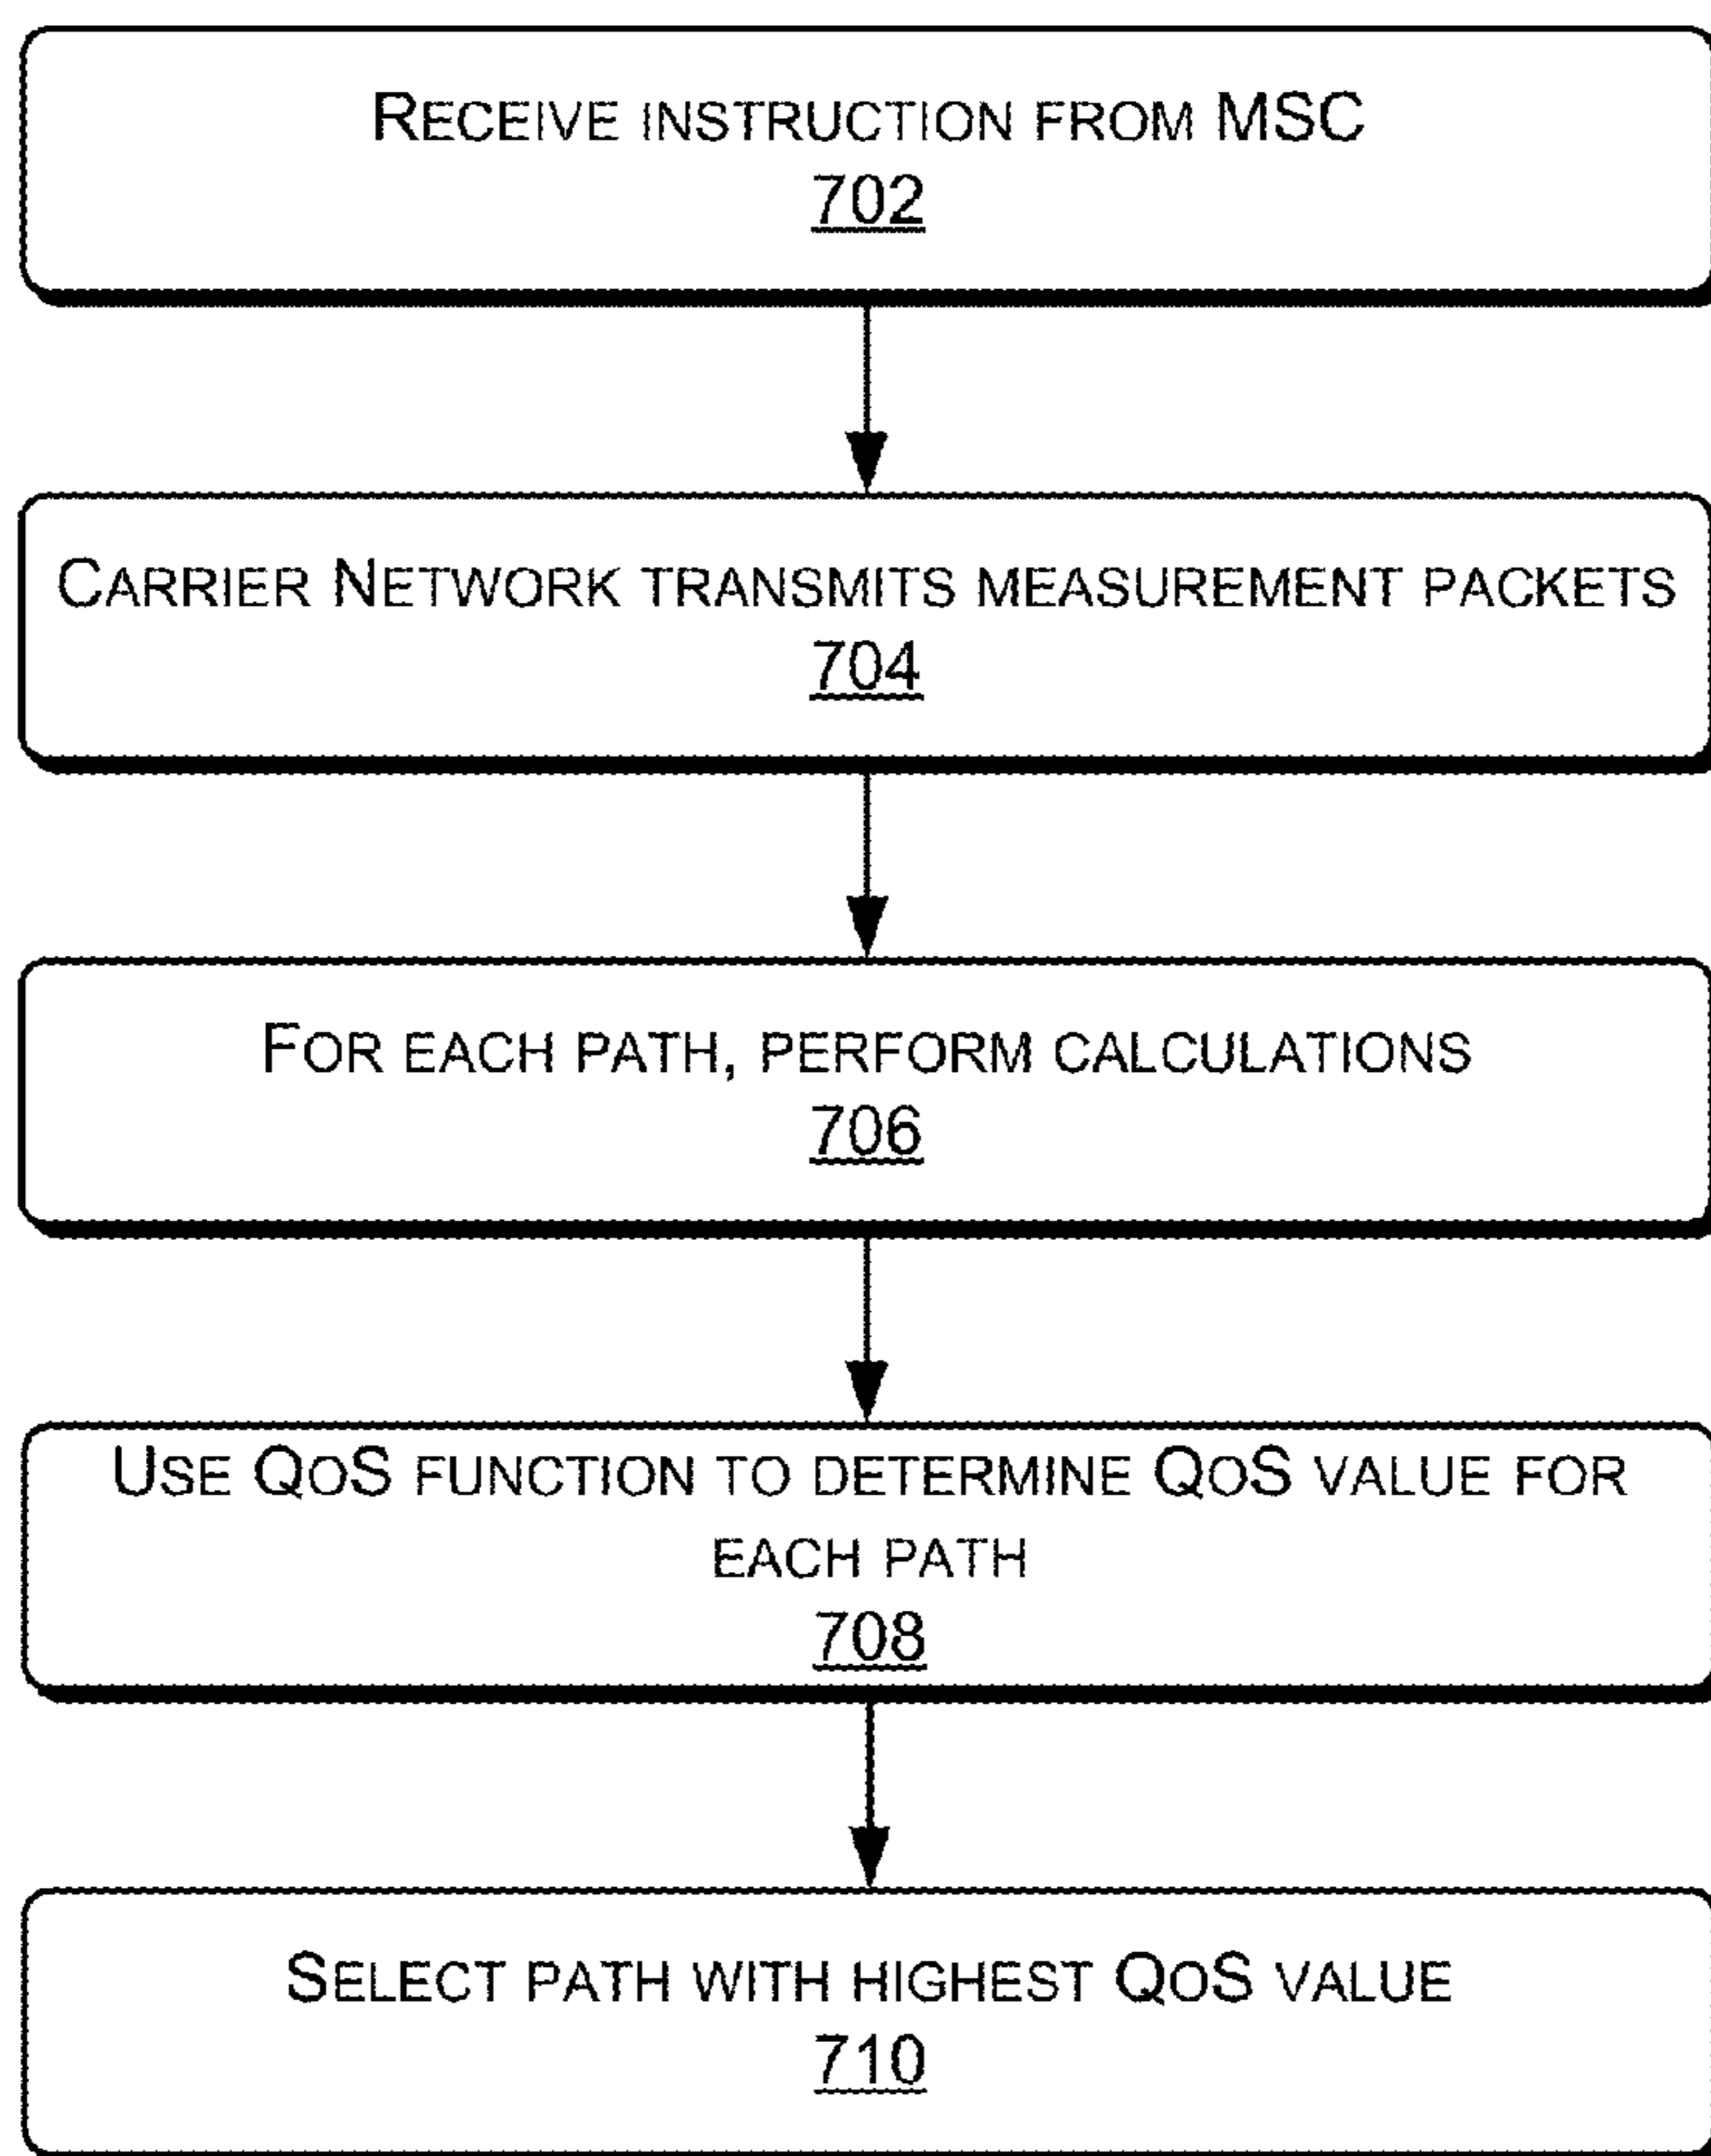 RECEIVE INSTRUCTION FROM MSC
702
CARRIER NETWORK TRANSMITS MEASUREMENT PACKETS
704
FOR EACH PATH, PERFORM CALCULATIONS
706
USE QOS FUNCTION TO DETERMINE QOS VALUE FOR
EACH PATH
708
SELECT PATH WITH HIGHEST QOS VALUE
710